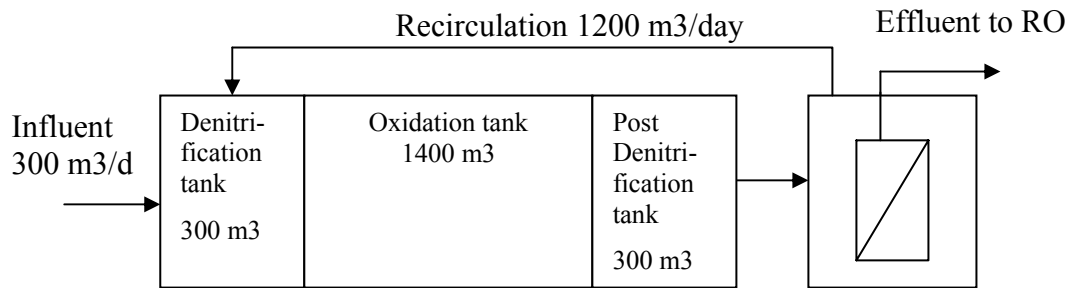 Recirculation 1200 m3/day
Effluent to RO
Influent
300 m3/d
Denitri-
fication
tank
300 m3
Oxidation tank
1400 m3
Post
Denitri-
fication
tank
300 m3